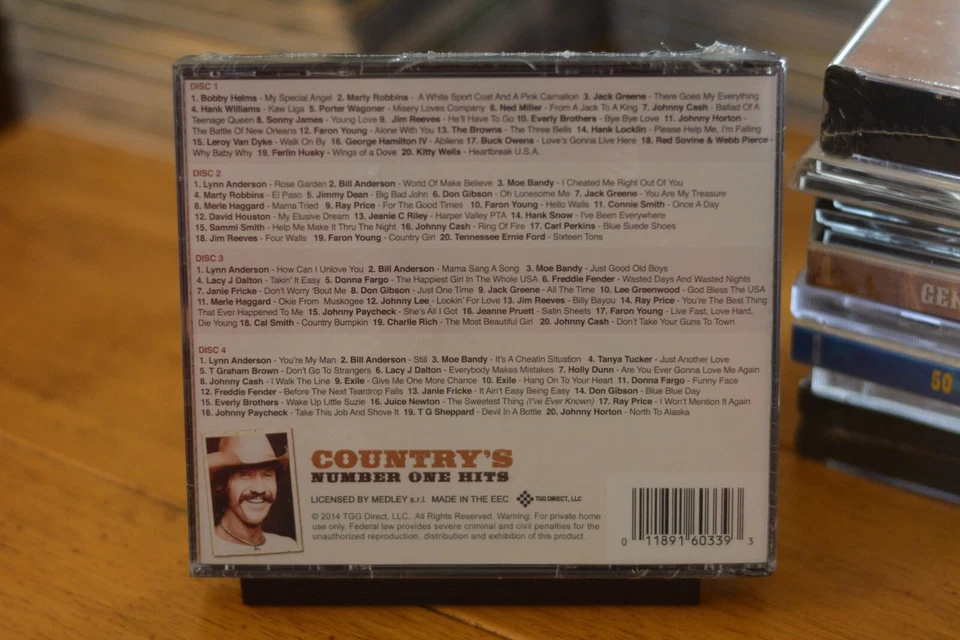 DISC 1
1. Bobby Helms - My Special Angel 2. Marty Robbins - A White Sport Coat And A Pink Carnation 3. Jack Greene - There Goes My Everything
4. Hank Williams - Kaw Liga 5. Porter Wagoner - Misery Loves Company 6. Ned Miller - From A Jack To A King 7. Johnny Cash - Ballad Of A
Teenage Queen 8. Sonny James - Young Love 9. Jim Reeves - He'll Have To Go 10. Everly Brothers - Bye Bye Love 11. Johnny Horton -
The Battle Of New Orleans 12. Faron Young - Alone With You 13. The Browns - The Three Bells 14. Hank Locklin - Please Help Me, I'm Falling
15. Leroy Van Dyke - Walk On By 16. George Hamilton IV - Abilene 17. Buck Owens - Love's Gonna Live Here 18. Red Sovine & Webb Pierce -
Why Baby Why 19. Ferlin Husky - Wings of a Dove 20. Kitty Wells - Heartbreak U.S.A.
DISC 2
1. Lynn Anderson - Rose Garden 2. Bill Anderson - World Of Make Believe 3. Moe Bandy - I Cheated Me Right Out Of You
4. Marty Robbins - El Paso 5. Jimmy Dean - Big Bad John 6. Don Gibson - Oh Lonesome Me 7. Jack Greene - You Are My Treasure
8. Merle Haggard - Mama Tried 9. Ray Price - For The Good Times 10. Faron Young - Hello Walls 11. Connie Smith - Once A Day
12. David Houston - My Elusive Dream 13. Jeanie C Riley - Harper Valley PTA 14. Hank Snow - I've Been Everywhere
15. Sammi Smith - Help Me Make It Thru The Night 16. Johnny Cash - Ring Of Fire 17. Carl Perkins - Blue Suede Shoes
18. Jim Reeves - Four Walls 19. Faron Young - Country Girl 20. Tennessee Ernie Ford - Sixteen Tons
DISC 3
1. Lynn Anderson - How Can I Unlove You 2. Bill Anderson - Mama Sang A Song 3. Moe Bandy - Just Good Old Boys
4. Lacy J Dalton - Takin' It Easy 5. Donna Fargo - The Happiest Girl In The Whole USA 6. Freddie Fender - Wasted Days And Wasted Nights
7. Janie Fricke - Don't Worry 'Bout Me 8. Don Gibson - Just One Time 9. Jack Greene - All The Time 10. Lee Greenwood - God Bless The USA
11. Merle Haggard - Okie From Muskogee 12. Johnny Lee - Lookin' For Love 13. Jim Reeves - Billy Bayou 14. Ray Price - You're The Best Thing
That Ever Happened To Me 15. Johnny Paycheck - She's All I Got 16. Jeanne Pruett - Satin Sheets 17. Faron Young - Live Fast, Love Hard,
Die Young 18. Cal Smith - Country Bumpkin 19. Charlie Rich - The Most Beautiful Girl 20. Johnny Cash - Don't Take Your Guns To Town
DISC 4
1. Lynn Anderson - You're My Man 2. Bill Anderson - Still 3. Moe Bandy - It's A Cheatin Situation 4. Tanya Tucker - Just Another Love
5. T Graham Brown - Don't Go To Strangers 6. Lacy J Dalton - Everybody Makes Mistakes 7. Holly Dunn - Are You Ever Gonna Love Me Again
8. Johnny Cash - I Walk The Line 9. Exile - Give Me One More Chance 10. Exile - Hang On To Your Heart 11. Donna Fargo - Funny Face
12. Freddie Fender - Before The Next Teardrop Falls 13. Janie Fricke - It Ain't Easy Being Easy 14. Don Gibson - Blue Blue Day
15. Everly Brothers - Wake Up Little Suzie 16. Juice Newton - The Sweetest Thing (I've Ever Known) 17. Ray Price - I Won't Mention It Again
18. Johnny Paycheck - Take This Job And Shove It 19. T G Sheppard - Devil In A Bottle 20. Johnny Horton - North To Alaska
COUNTRY'S
NUMBER ONE HITS
LICENSED BY MEDLEY s.r.l. MADE IN THE EEC TGG DIRECT, LLC
© 2014 TGG Direct, LLC. All Rights Reserved. Warning: For private home
use only. Federal law provides severe criminal and civil penalties for the
unauthorized reproduction, distribution and exhibition of this product.
0 11891 60339 3
GEN
50